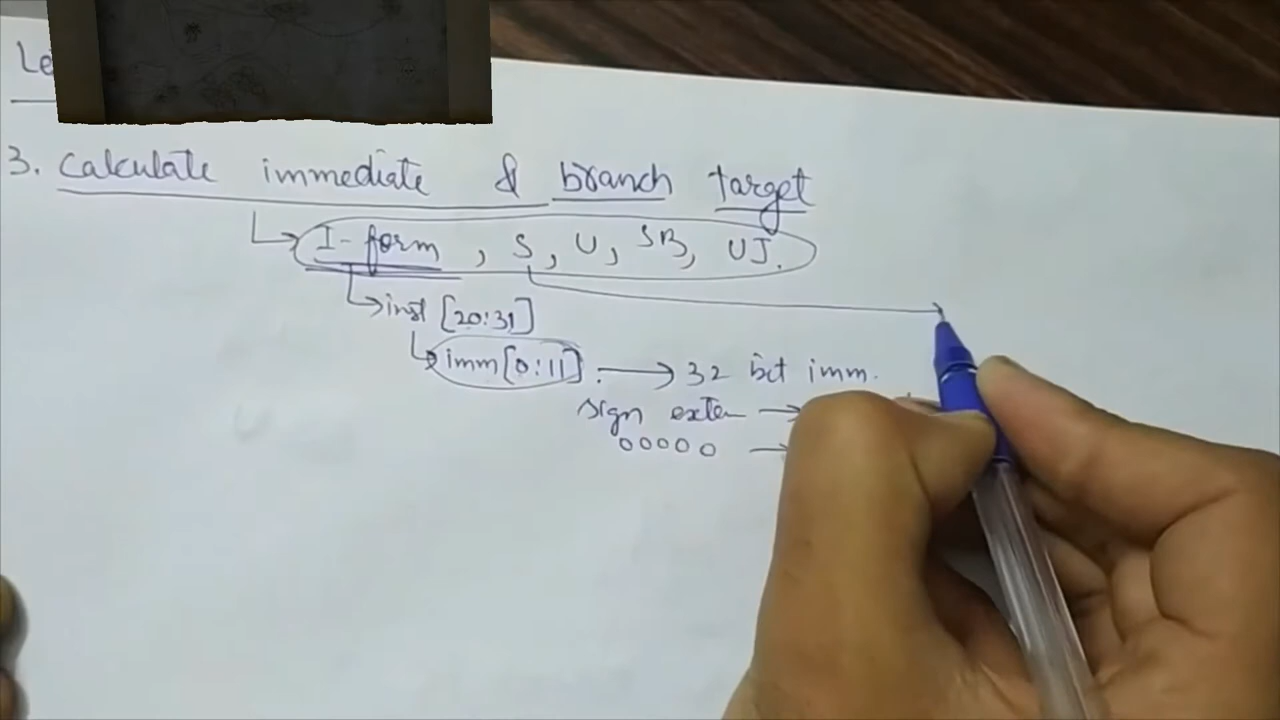 Le
3. Calculate immediate & branch target
I-form, S, U, SB, UJ.
inst [20:31]
imm[0:11]. → 32 bit imm.
sign exten →
00000 →